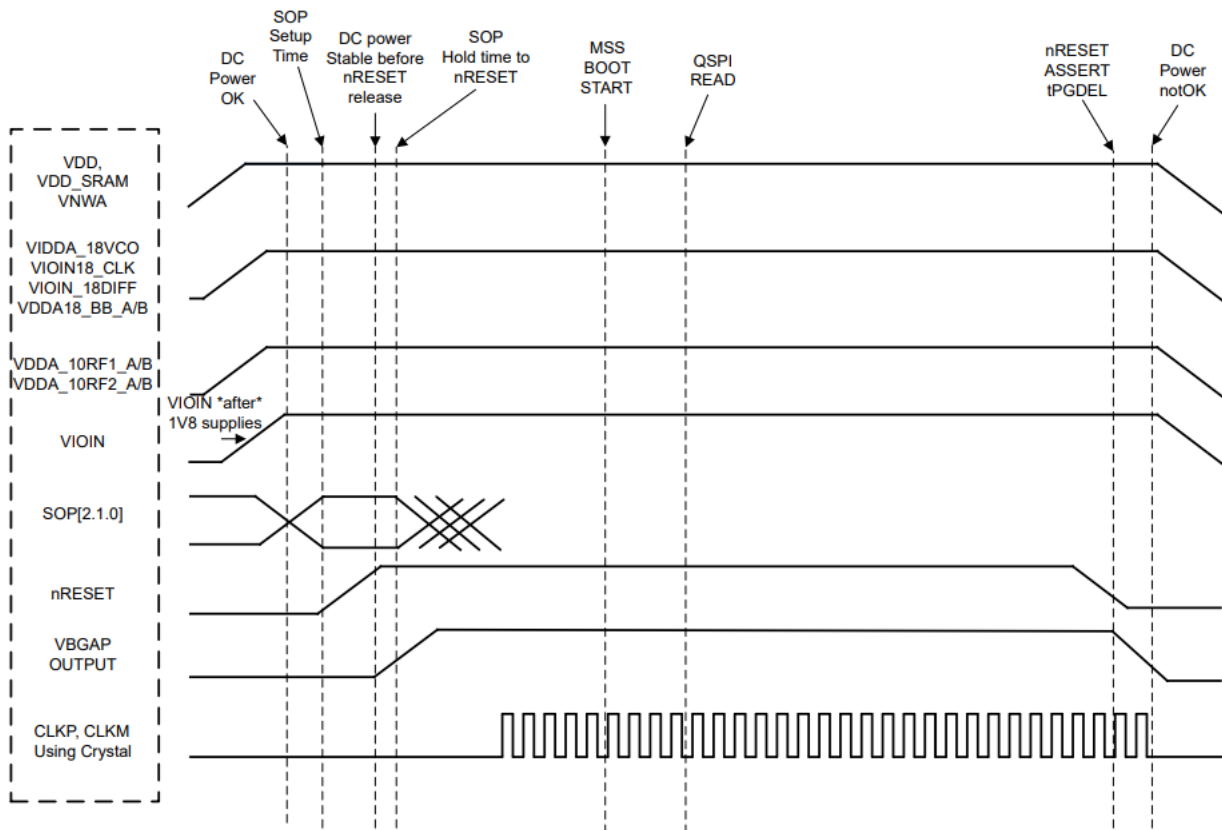 SOP
Setup
Time
DC
Power
OK
DC power
Stable before
nRESET
release
SOP
Hold time to
nRESET
MSS
BOOT
START
QSPI
READ
nRESET
ASSERT
tPGDEL
DC
Power
notOK
VDD,
VDD_SRAM
VNWA
VIDDA_18VCO
VIOIN18_CLK
VIOIN_18DIFF
VDDA18_BB_A/B
VDDA_10RF1_A/B
VDDA_10RF2_A/B
VIOIN *after*
1V8 supplies
VIOIN
SOP[2.1.0]
nRESET
VBGAP
OUTPUT
CLKP, CLKM
Using Crystal